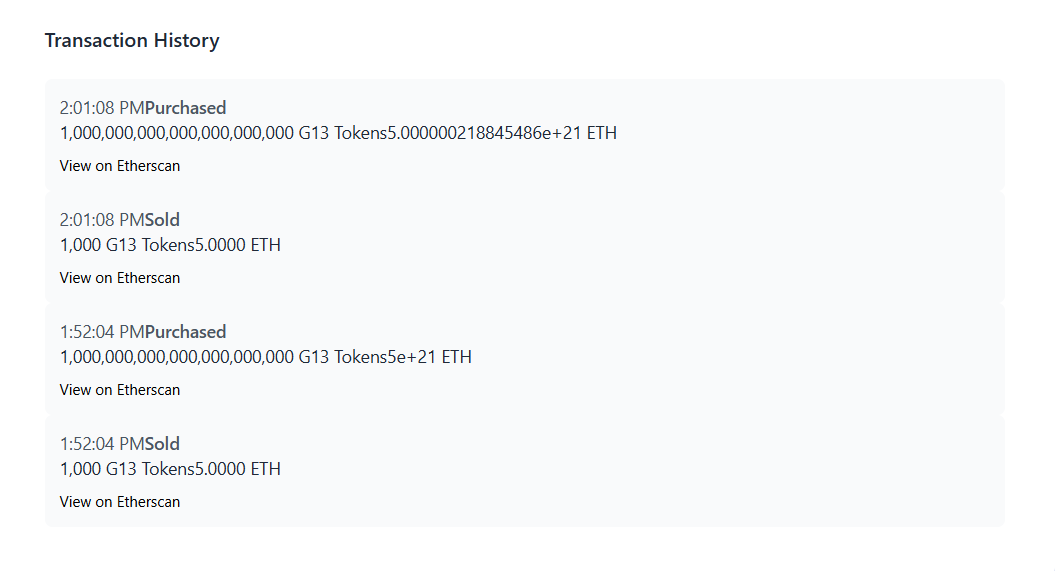 Transaction History
2:01:08 PMPurchased
1,000,000,000,000,000,000,000 G13 Tokens5.000000218845486e+21 ETH
View on Etherscan
2:01:08 PMSold
1,000 G13 Tokens5.0000 ETH
View on Etherscan
1:52:04 PMPurchased
1,000,000,000,000,000,000,000 G13 Tokens5e+21 ETH
View on Etherscan
1:52:04 PMSold
1,000 G13 Tokens5.0000 ETH
View on Etherscan